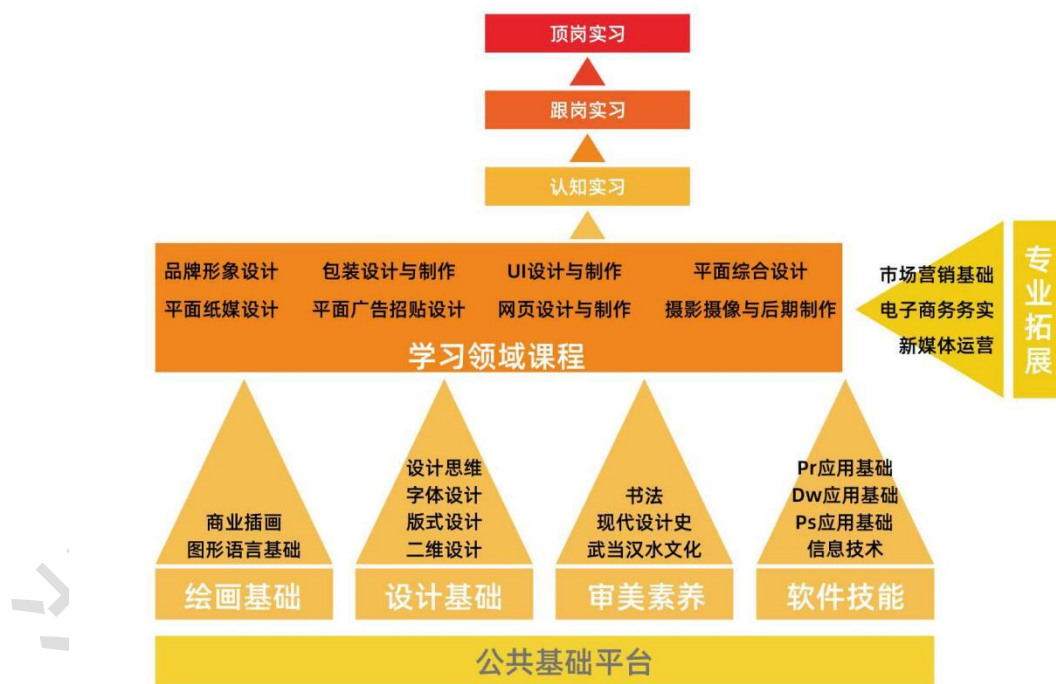 顶岗实习
跟岗实习
认知实习
品牌形象设计 包装设计与制作 UI设计与制作 平面综合设计
平面纸媒设计 平面广告招贴设计 网页设计与制作 摄影摄像与后期制作
学习领域课程
市场营销基础
电子商务务实
新媒体运营
专业拓展
商业插画
图形语言基础
绘画基础
设计思维
字体设计
版式设计
二维设计
设计基础
书法
现代设计史
武当汉水文化
审美素养
Pr应用基础
Dw应用基础
Ps应用基础
信息技术
软件技能
公共基础平台